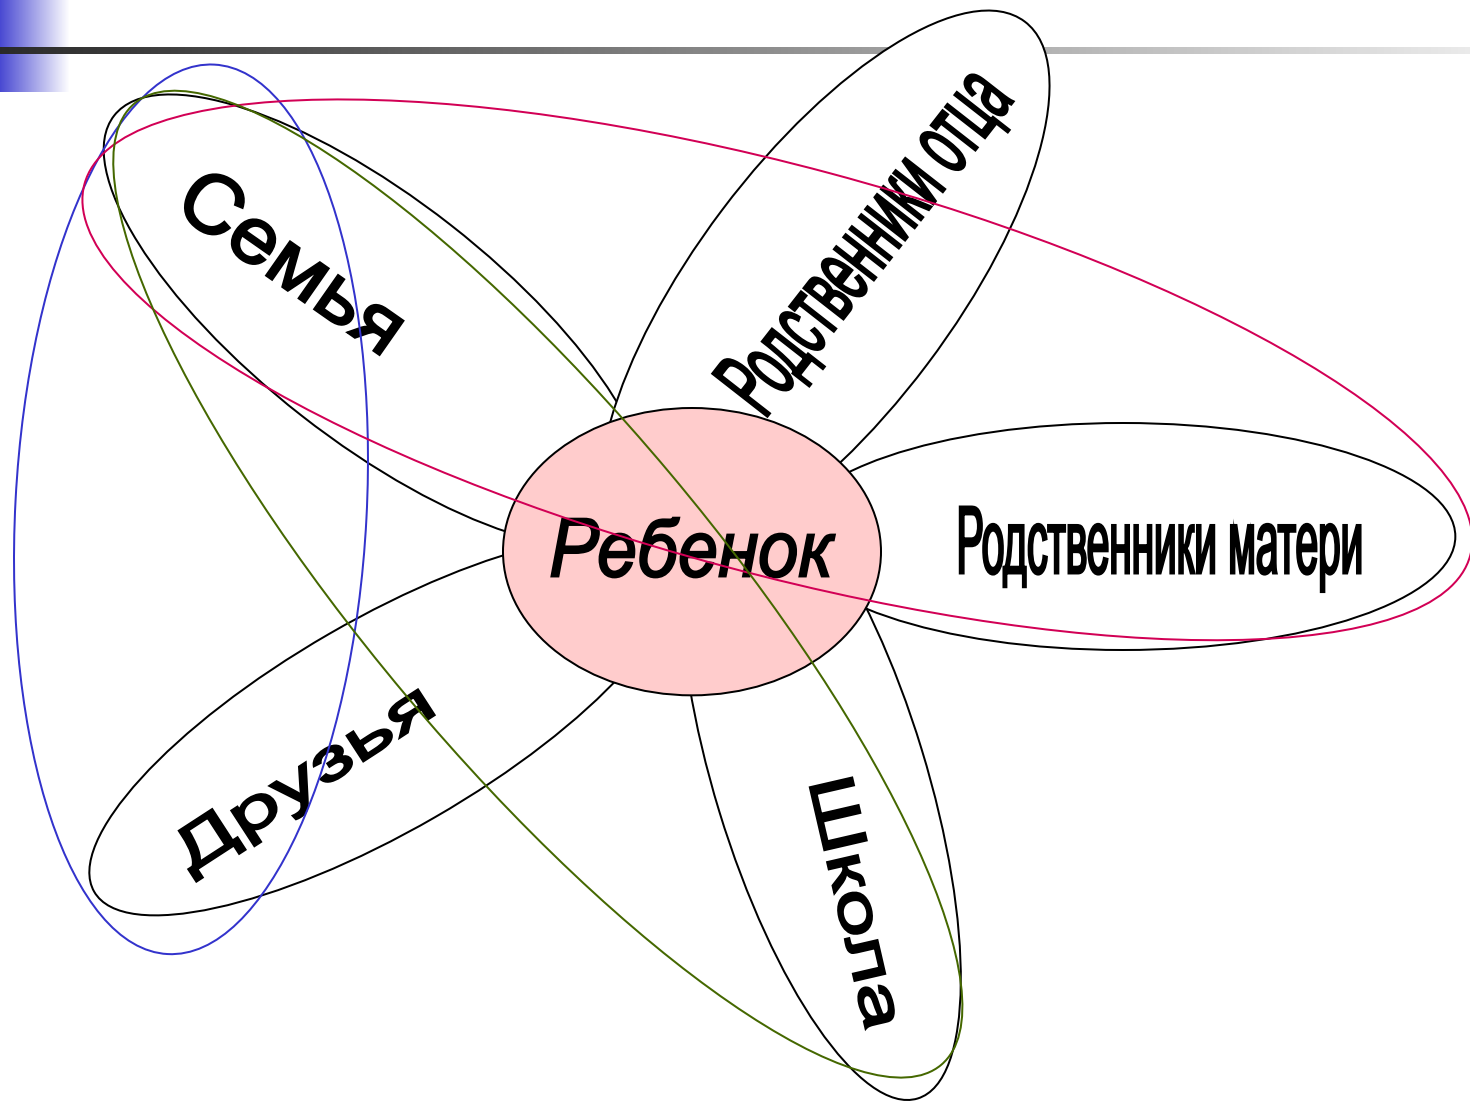 Семья
Родственники отца
Ребенок
Родственники матери
Друзья
Школа